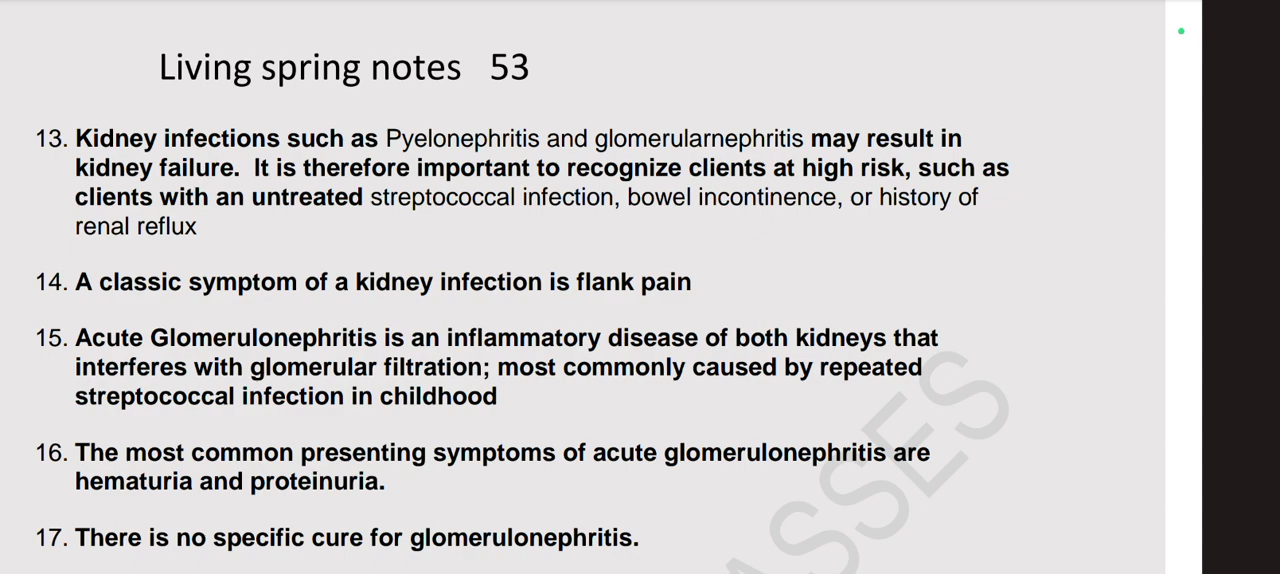 Living spring notes 53
13. Kidney infections such as Pyelonephritis and glomerularnephritis may result in
kidney failure. It is therefore important to recognize clients at high risk, such as
clients with an untreated streptococcal infection, bowel incontinence, or history of
renal reflux
14. A classic symptom of a kidney infection is flank pain
15. Acute Glomerulonephritis is an inflammatory disease of both kidneys that
interferes with glomerular filtration; most commonly caused by repeated
streptococcal infection in childhood
16. The most common presenting symptoms of acute glomerulonephritis are
hematuria and proteinuria.
17. There is no specific cure for glomerulonephritis.